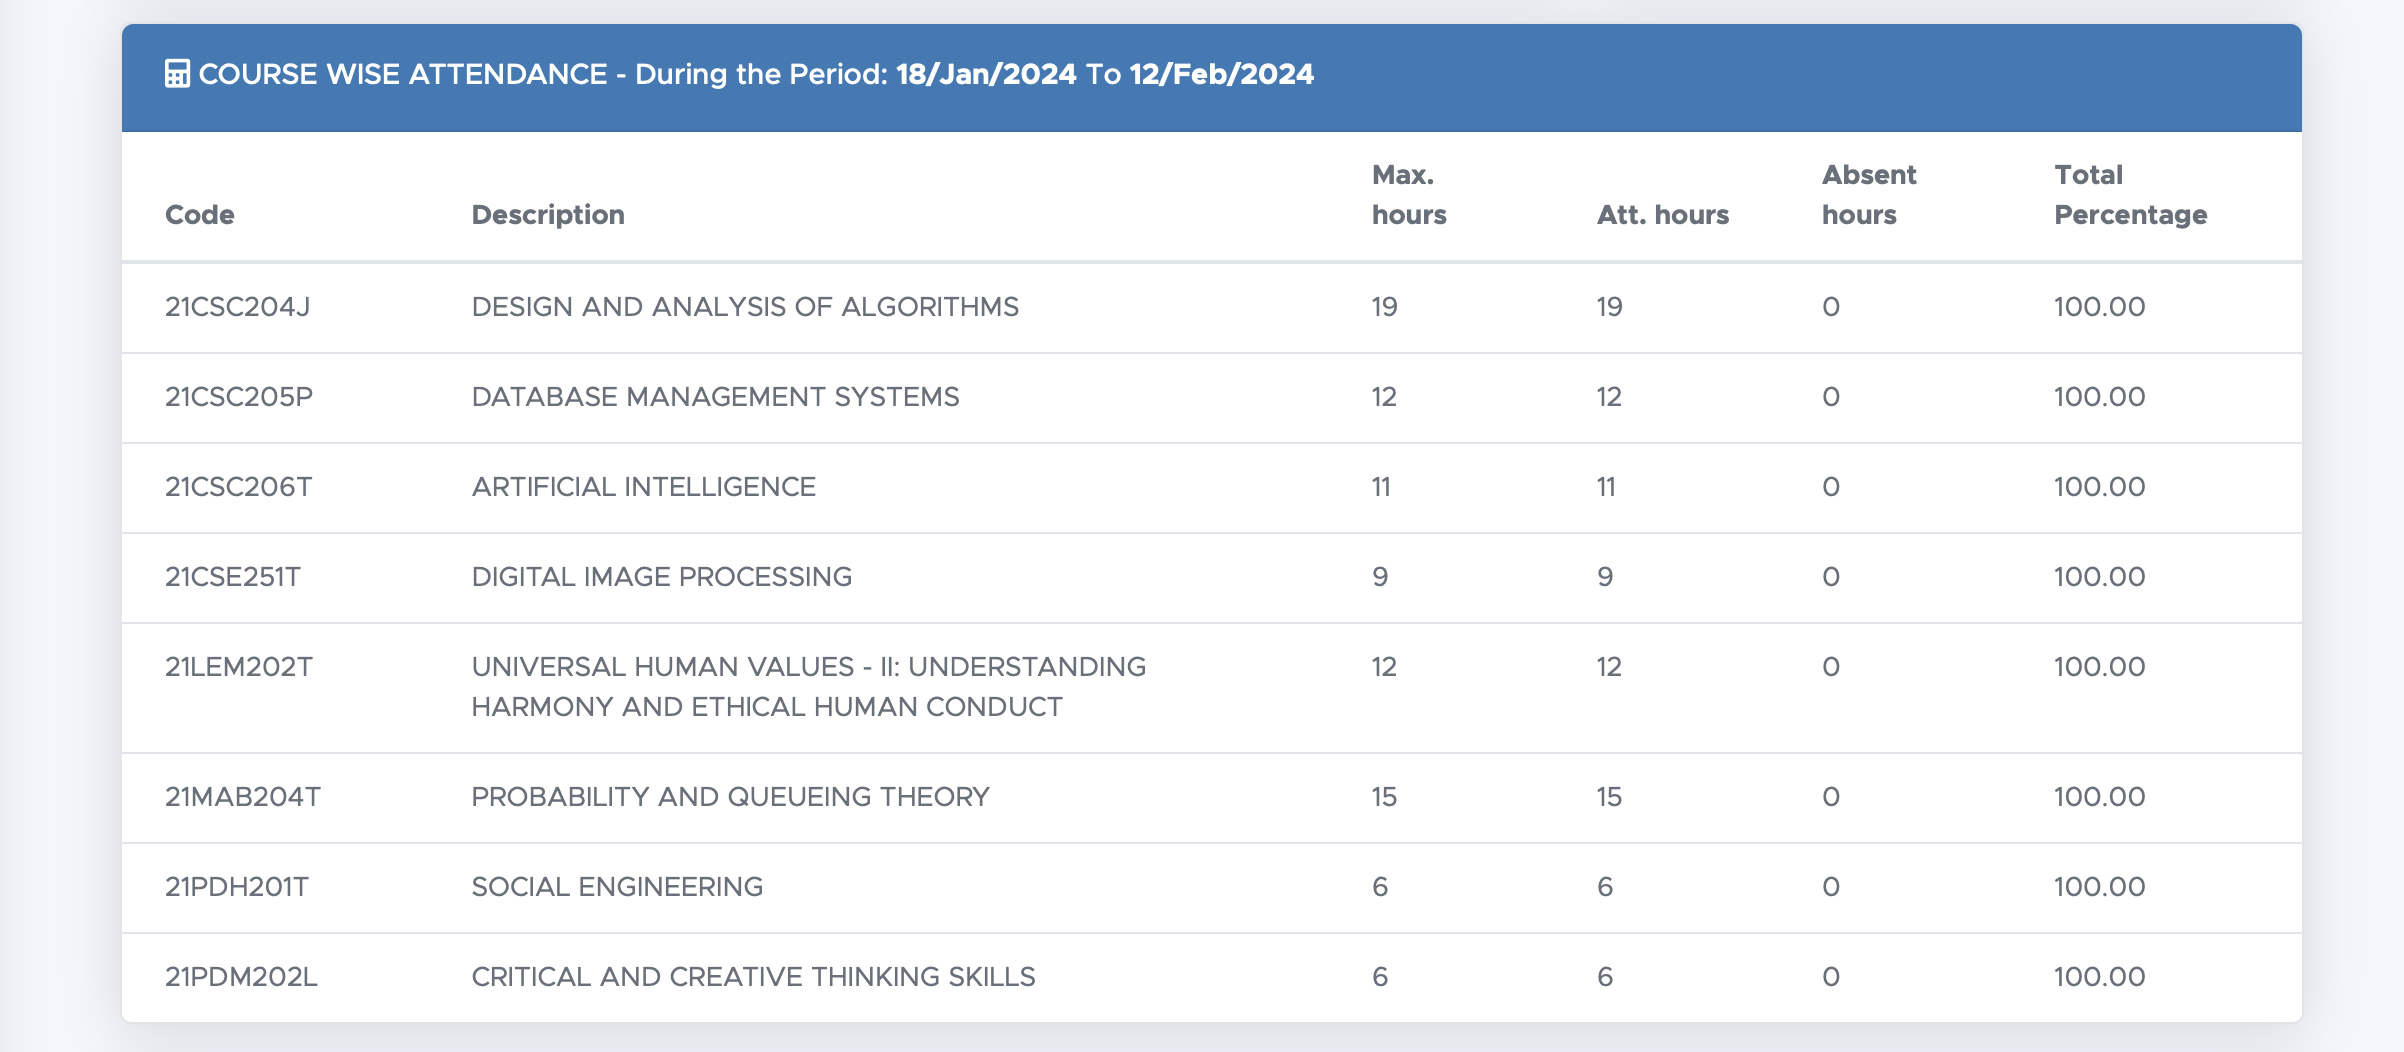 COURSE WISE ATTENDANCE - During the Period: 18/Jan/2024 To 12/Feb/2024
Code Description Max. hours Att. hours Absent hours Total Percentage
21CSC204J DESIGN AND ANALYSIS OF ALGORITHMS 19 19 0 100.00
21CSC205P DATABASE MANAGEMENT SYSTEMS 12 12 0 100.00
21CSC206T ARTIFICIAL INTELLIGENCE 11 11 0 100.00
21CSE251T DIGITAL IMAGE PROCESSING 9 9 0 100.00
21LEM202T UNIVERSAL HUMAN VALUES - II: UNDERSTANDING 12 12 0 100.00
HARMONY AND ETHICAL HUMAN CONDUCT
21MAB204T PROBABILITY AND QUEUEING THEORY 15 15 0 100.00
21PDH201T SOCIAL ENGINEERING 6 6 0 100.00
21PDM202L CRITICAL AND CREATIVE THINKING SKILLS 6 6 0 100.00